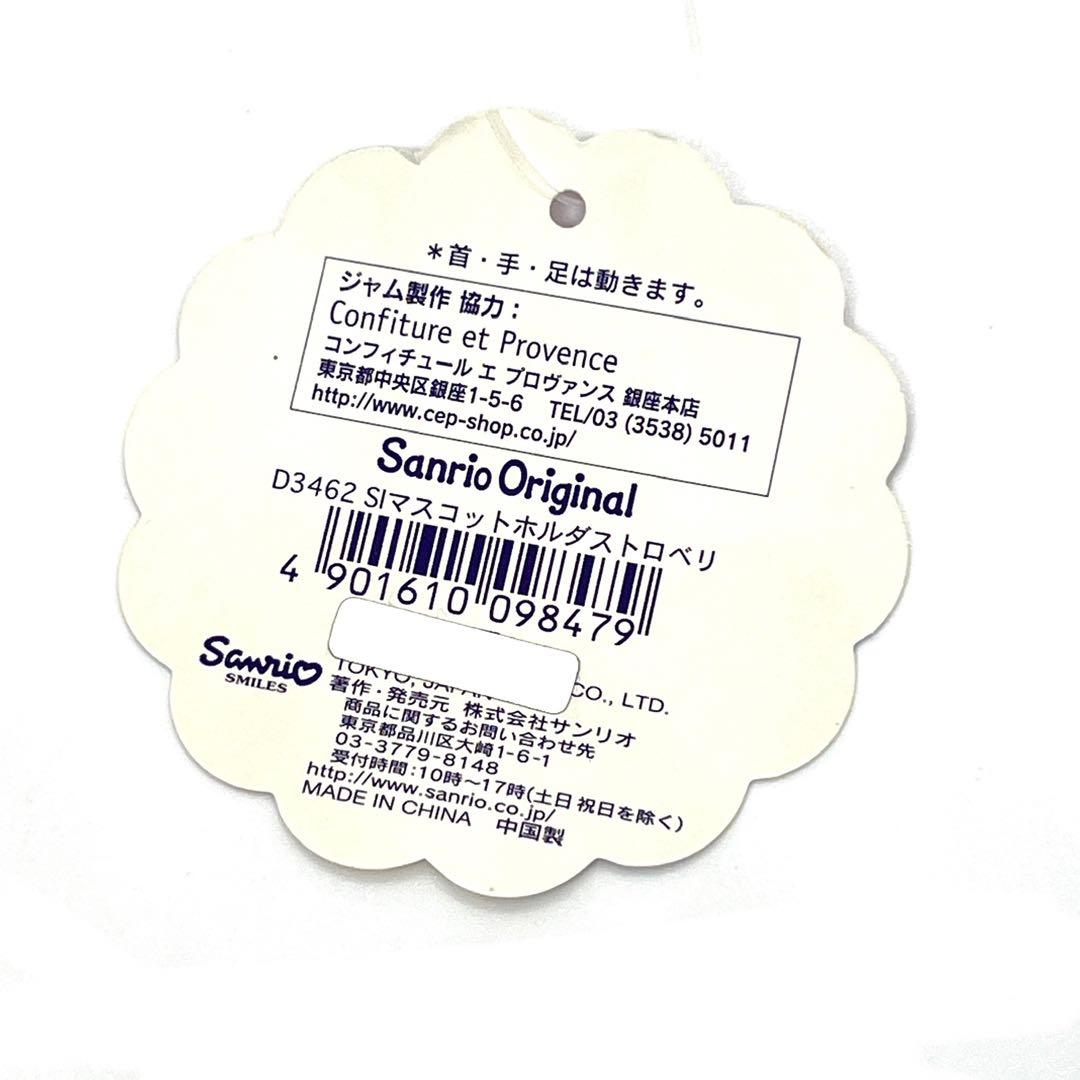 ＊首・手・足は動きます。
ジャム製作 協力：
Confiture et Provence
コンフィチュール エ プロヴァンス 銀座本店
東京都中央区銀座1-5-6　TEL/03 (3538) 5011
http://www.cep-shop.co.jp/
Sanrio Original
D3462 SIマスコットホルダストロベリ
4 901610 098479
Sanrio
SMILES
TOKYO, JAPAN CO., LTD.
著作・発売元 株式会社サンリオ
商品に関するお問い合わせ先
東京都品川区大崎1-6-1
03-3779-8148
受付時間:10時〜17時(土日 祝日を除く)
http://www.sanrio.co.jp/
MADE IN CHINA　中国製